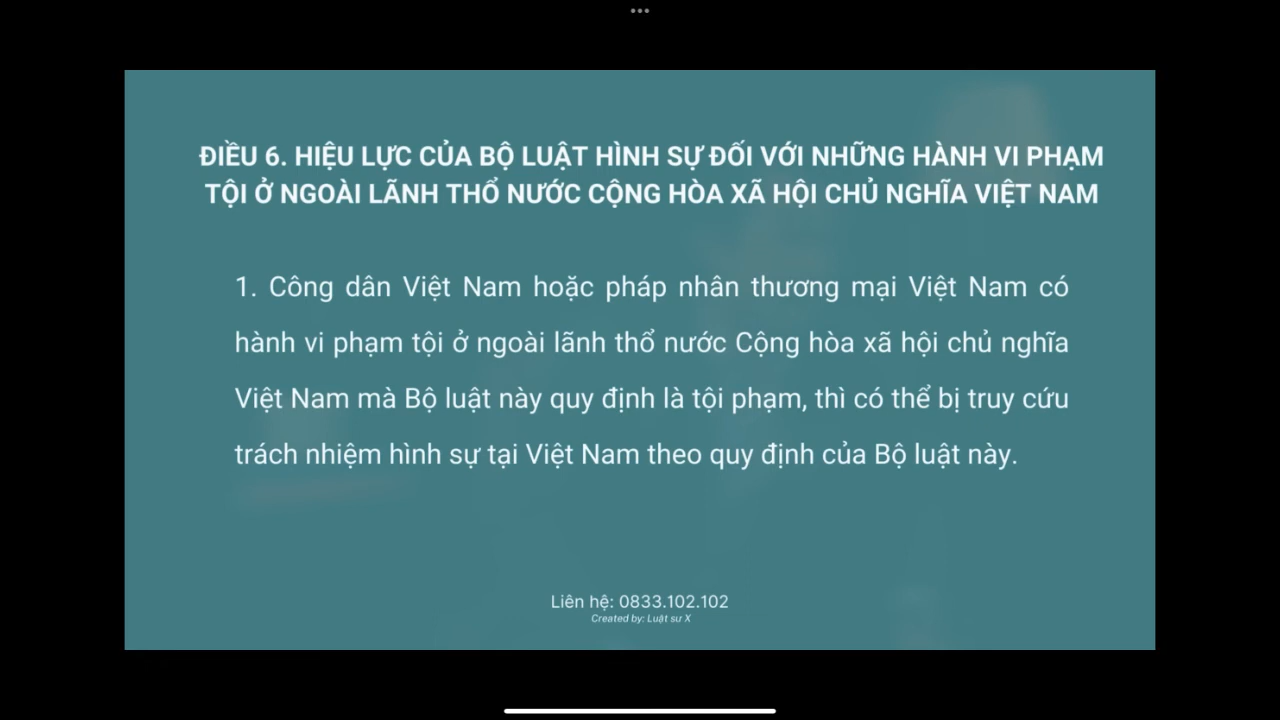 ĐIỀU 6. HIỆU LỰC CỦA BỘ LUẬT HÌNH SỰ ĐỐI VỚI NHỮNG HÀNH VI PHẠM
TỘI Ở NGOÀI LÃNH THỔ NƯỚC CỘNG HÒA XÃ HỘI CHỦ NGHĨA VIỆT NAM
1. Công dân Việt Nam hoặc pháp nhân thương mại Việt Nam có
hành vi phạm tội ở ngoài lãnh thổ nước Cộng hòa xã hội chủ nghĩa
Việt Nam mà Bộ luật này quy định là tội phạm, thì có thể bị truy cứu
trách nhiệm hình sự tại Việt Nam theo quy định của Bộ luật này.
Liên hệ: 0833.102.102
Created by: Luật sư X